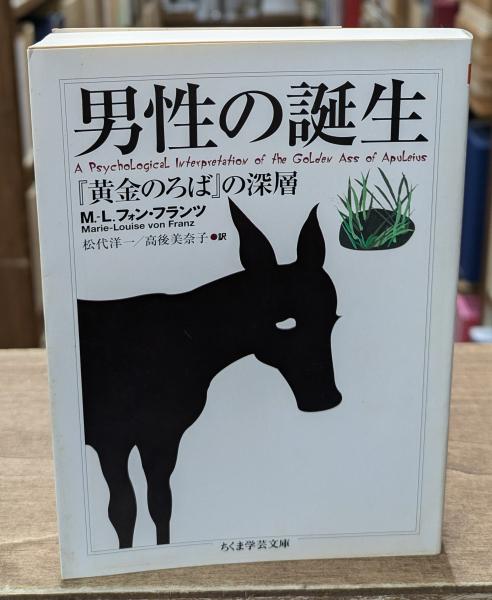 男性の誕生
A Psychological Interpretation of the Golden Ass of Apuleius
『黄金のろば』の深層
M.-L.フォン・フランツ
Marie-Louise von Franz
松代洋一/高後美奈子●訳
ちくま学芸文庫